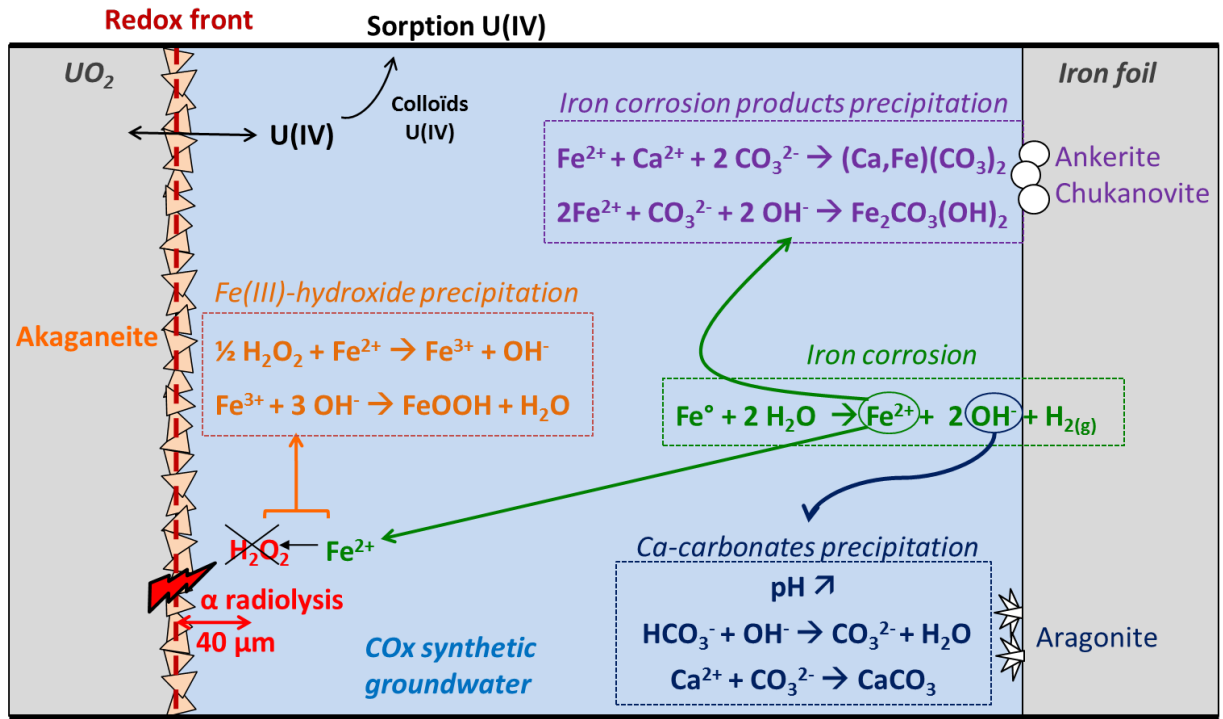 Redox front
Sorption U(IV)
UO₂
Iron foil
Colloïds
U(IV)
U(IV)
Iron corrosion products precipitation
Fe²⁺ + Ca²⁺ + 2 CO₃²⁻ → (Ca,Fe)(CO₃)₂
2Fe²⁺ + CO₃²⁻ + 2 OH⁻ → Fe₂CO₃(OH)₂
Ankerite
Chukanovite
Fe(III)-hydroxide precipitation
Akaganeite
½ H₂O₂ + Fe²⁺ → Fe³⁺ + OH⁻
Fe³⁺ + 3 OH⁻ → FeOOH + H₂O
Iron corrosion
Fe° + 2 H₂O → Fe²⁺ + 2 OH⁻ + H₂(g)
H₂O₂
Fe²⁺
α radiolysis
40 µm
COx synthetic
groundwater
Ca-carbonates precipitation
pH ↗
HCO₃⁻ + OH⁻ → CO₃²⁻ + H₂O
Ca²⁺ + CO₃²⁻ → CaCO₃
Aragonite